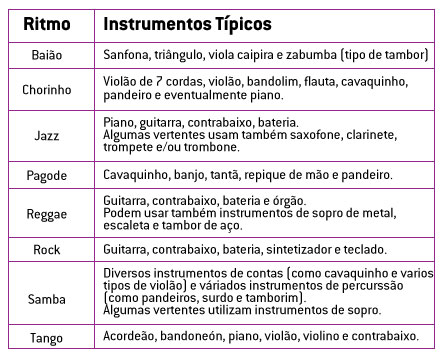 Ritmo Instrumentos Típicos
Baião Sanfona, triângulo, viola caipira e zabumba (tipo de tambor)
Chorinho Violão de 7 cordas, violão, bandolim, flauta, cavaquinho,
pandeiro e eventualmente piano.
Jazz Piano, guitarra, contrabaixo, bateria.
Algumas vertentes usam também saxofone, clarinete,
trompete e/ou trombone.
Pagode Cavaquinho, banjo, tantã, repique de mão e pandeiro.
Reggae Guitarra, contrabaixo, bateria e órgão.
Podem usar também instrumentos de sopro de metal,
escaleta e tambor de aço.
Rock Guitarra, contrabaixo, bateria, sintetizador e teclado.
Samba Diversos instrumentos de contas (como cavaquinho e varios
tipos de violão) e váriados instrumentos de percurssão
(como pandeiros, surdo e tamborim).
Algumas vertentes utilizam instrumentos de sopro.
Tango Acordeão, bandoneón, piano, violão, violino e contrabaixo.